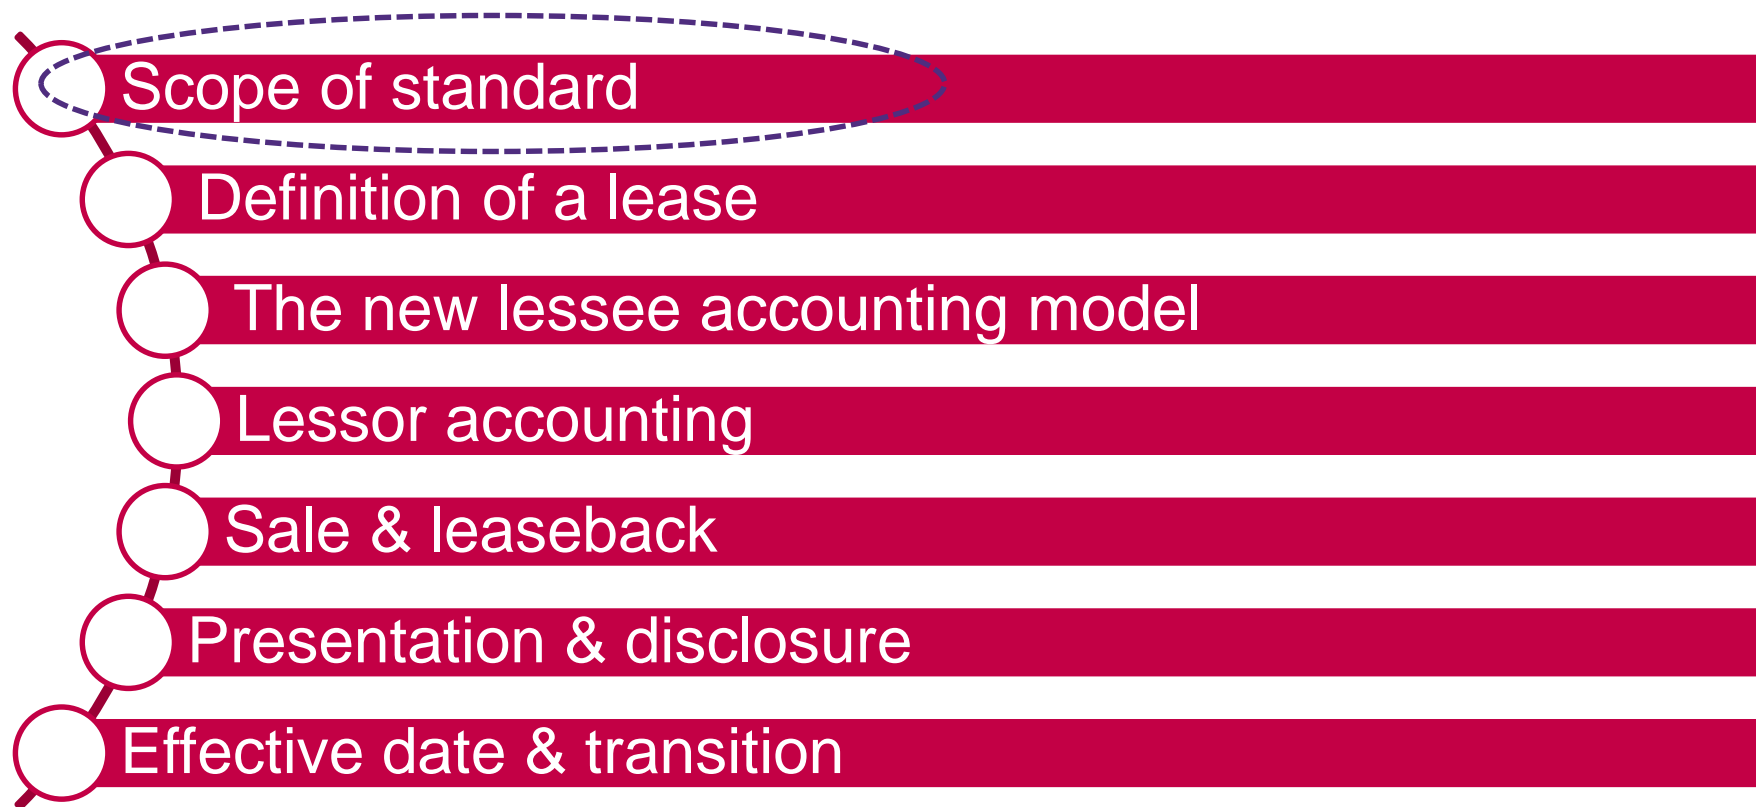 Scope of standard
Definition of a lease
The new lessee accounting model
Lessor accounting
Sale & leaseback
Presentation & disclosure
Effective date & transition